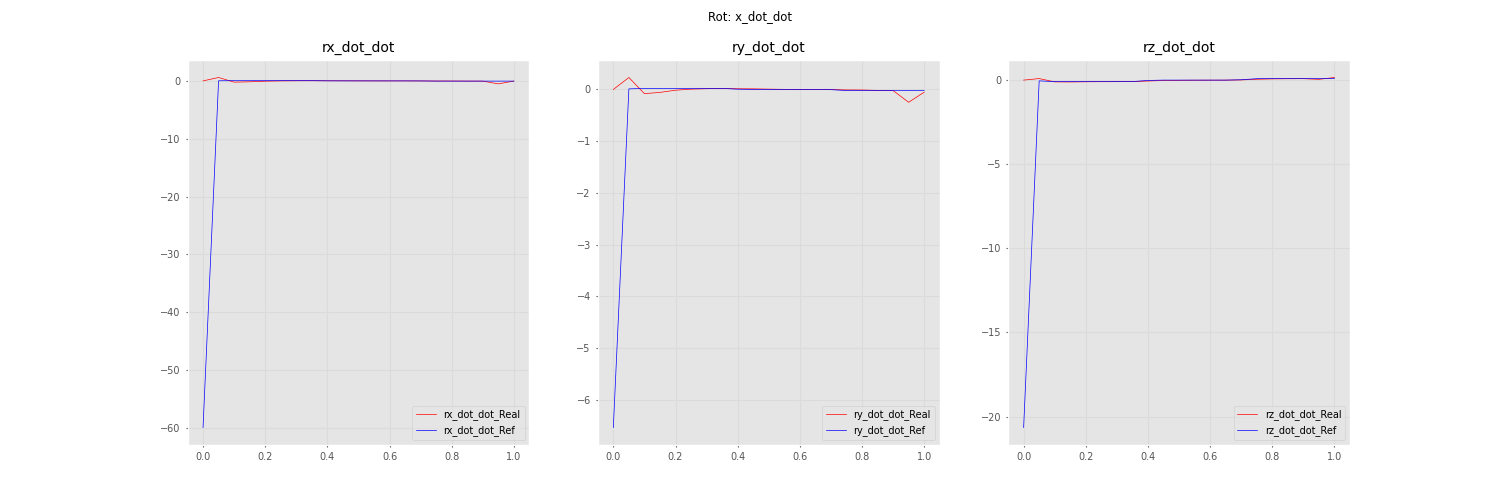 Rot: x_dot_dot
rx_dot_dot
0
−10
−20
−30
−40
−50
−60
0.0 0.2 0.4 0.6 0.8 1.0
rx_dot_dot_Real
rx_dot_dot_Ref
ry_dot_dot
0
−1
−2
−3
−4
−5
−6
0.0 0.2 0.4 0.6 0.8 1.0
ry_dot_dot_Real
ry_dot_dot_Ref
rz_dot_dot
0
−5
−10
−15
−20
0.0 0.2 0.4 0.6 0.8 1.0
rz_dot_dot_Real
rz_dot_dot_Ref